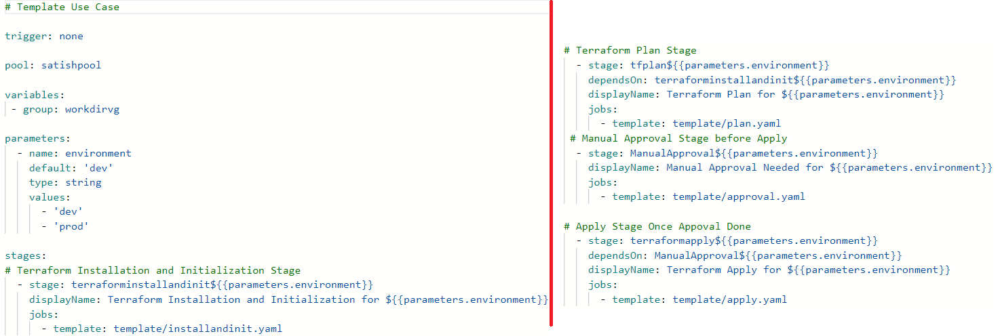 # Template Use Case
trigger: none
pool: satishpool
variables:
- group: workdirvg
parameters:
- name: environment
default: 'dev'
type: string
values:
- 'dev'
- 'prod'
stages:
# Terraform Installation and Initialization Stage
- stage: terraforminstallandinit${{parameters.environment}}
displayName: Terraform Installation and Initialization for ${{parameters.environment}}
jobs:
- template: template/installandinit.yaml
# Terraform Plan Stage
- stage: tfplan${{parameters.environment}}
dependsOn: terraforminstallandinit${{parameters.environment}}
displayName: Terraform Plan for ${{parameters.environment}}
jobs:
- template: template/plan.yaml
# Manual Approval Stage before Apply
- stage: ManualApproval${{parameters.environment}}
displayName: Manual Approval Needed for ${{parameters.environment}}
jobs:
- template: template/approval.yaml
# Apply Stage Once Appoval Done
- stage: terraformapply${{parameters.environment}}
dependsOn: ManualApproval${{parameters.environment}}
displayName: Terraform Apply for ${{parameters.environment}}
jobs:
- template: template/apply.yaml